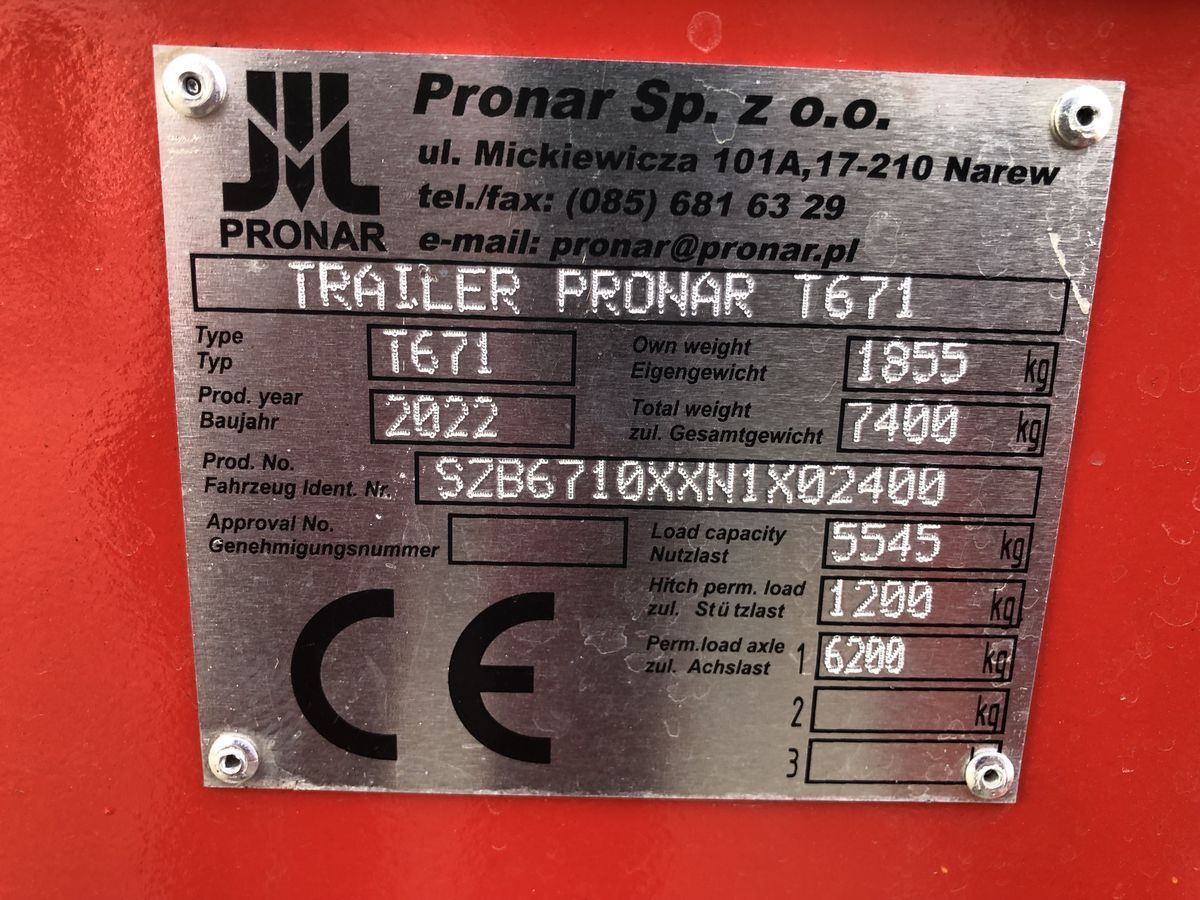 Pronar Sp. z o.o.
ul. Mickiewicza 101A,17-210 Narew
tel./fax: (085) 681 63 29
PRONAR e-mail: pronar@pronar.pl
TRAILER PRONAR T671
Type
Typ
T671
Own weight
Eigengewicht
1855 kg
Prod. year
Baujahr
2022
Total weight
zul. Gesamtgewicht
7400 kg
Prod. No.
Fahrzeug Ident. Nr.
SZB6710XXN1X02400
Approval No.
Genehmigungsnummer
Load capacity
Nutzlast
5545 kg
Hitch perm. load
zul. Stützlast
1200 kg
Perm.load axle
zul. Achslast
1 6200 kg
2 kg
3
CE